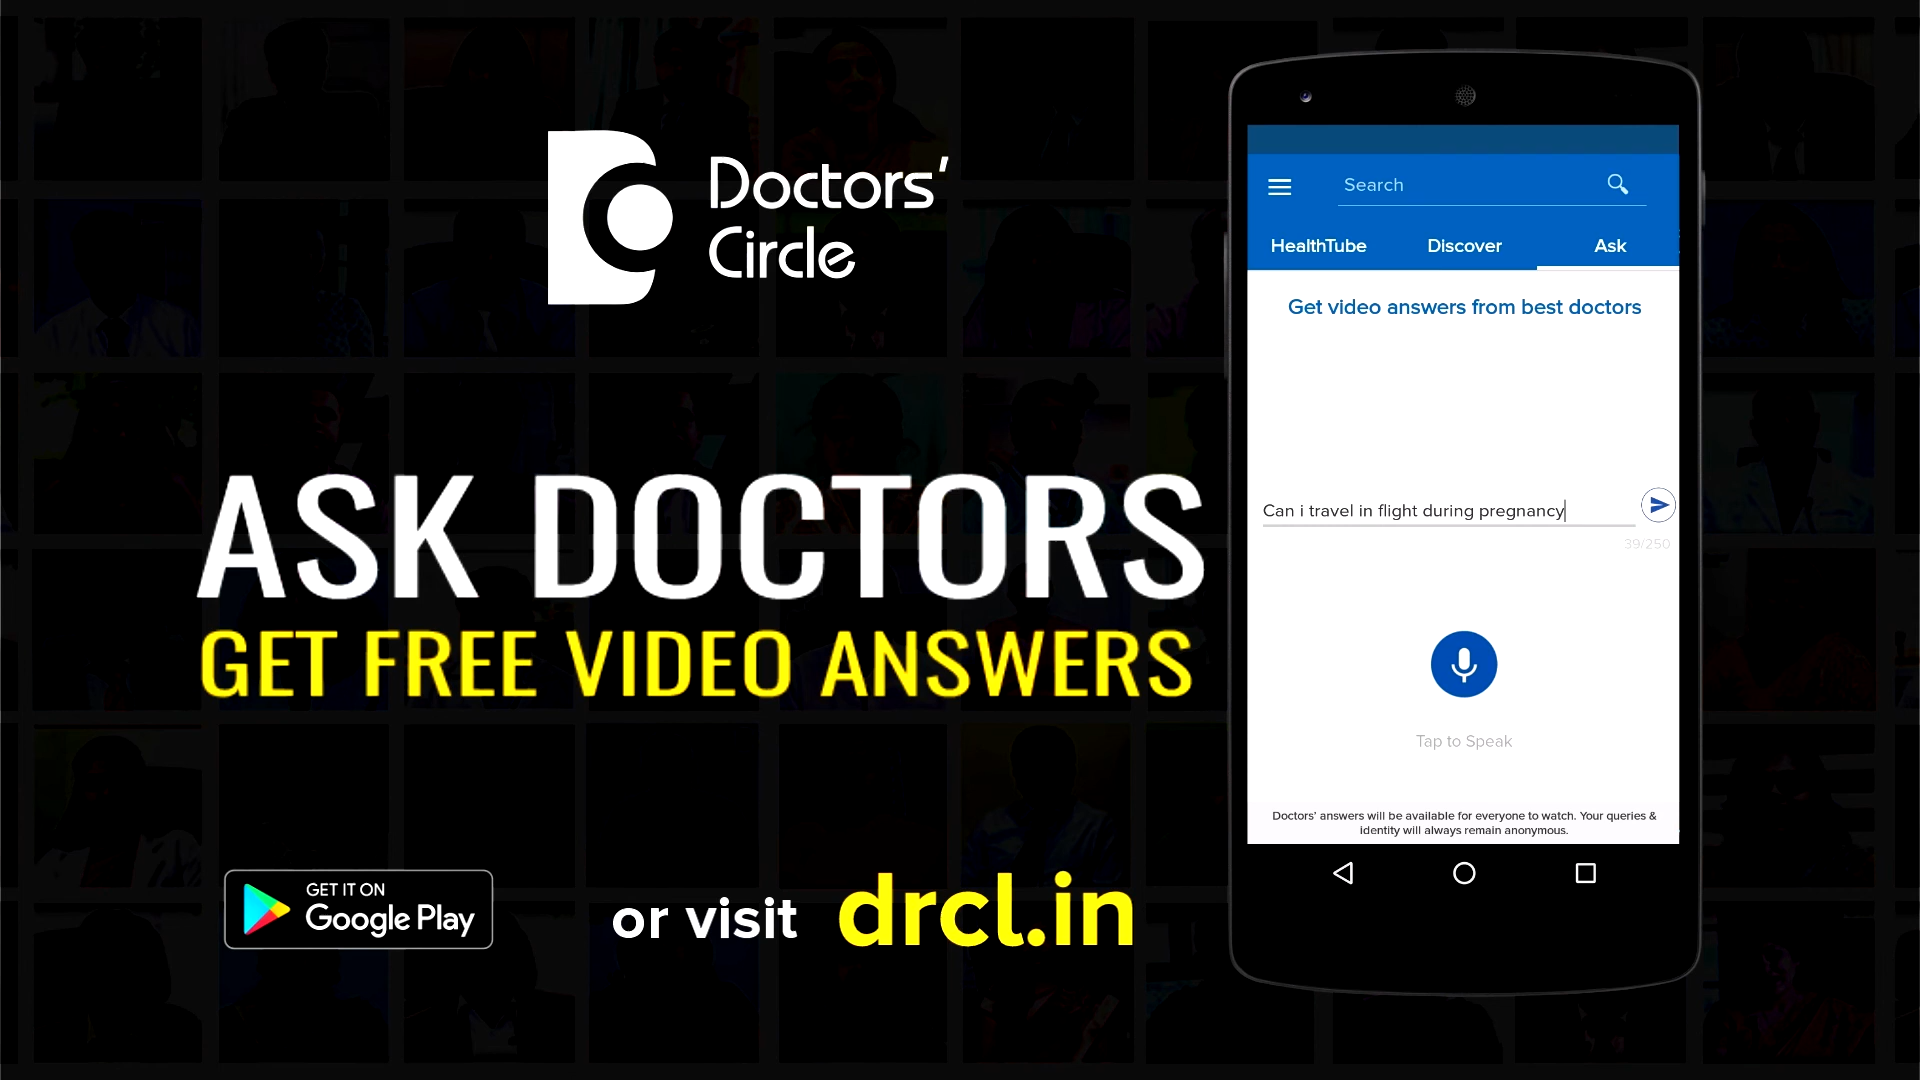 Doctors'
Circle
ASK DOCTORS
GET FREE VIDEO ANSWERS
GET IT ON
Google Play
or visit drcl.in
Search
HealthTube Discover Ask
Get video answers from best doctors
Can i travel in flight during pregnancy
39/250
Tap to Speak
Doctors' answers will be available for everyone to watch. Your queries &
identity will always remain anonymous.